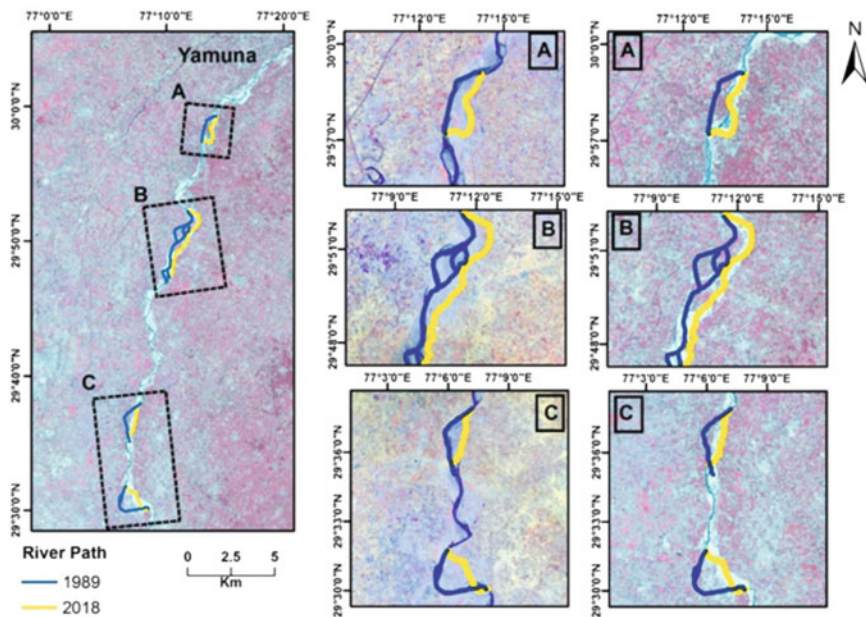 77°0'0"E 77°10'0"E 77°20'0"E
30°0'0"N
29°50'0"N
29°40'0"N
29°30'0"N
Yamuna
A
B
C
River Path
1989
2018
0 2.5 5
Km
77°12'0"E 77°15'0"E
30°0'0"N
29°57'0"N
A
77°9'0"E 77°12'0"E 77°15'0"E
29°51'0"N
29°48'0"N
B
77°3'0"E 77°6'0"E 77°9'0"E
29°36'0"N
29°33'0"N
29°30'0"N
C
77°12'0"E 77°15'0"E
30°0'0"N
29°57'0"N
A
N
77°9'0"E 77°12'0"E 77°15'0"E
29°51'0"N
29°48'0"N
B
77°3'0"E 77°6'0"E 77°9'0"E
29°36'0"N
29°33'0"N
29°30'0"N
C